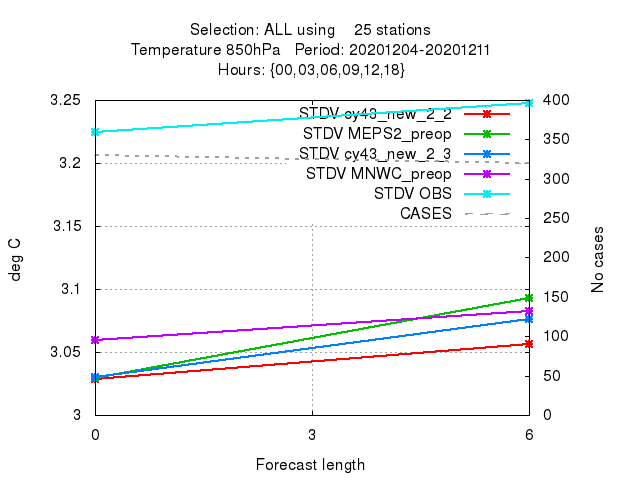 Selection: ALL using    25 stations
Temperature 850hPa   Period: 20201204-20201211
Hours: {00,03,06,09,12,18}
3.25
3.2
3.15
3.1
3.05
3
deg C
STDV cy43_new_2_2
STDV MEPS2_preop
STDV cy43_new_2_3
STDV MNWC_preop
STDV OBS
CASES
400
350
300
250
200
150
100
50
0
No cases
0
3
6
Forecast length